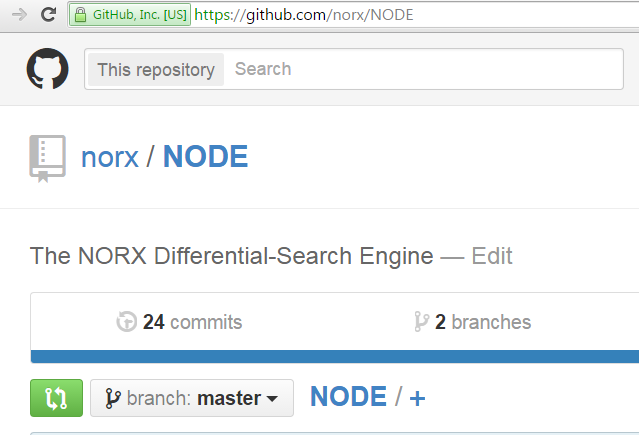 GitHub, Inc. [US] https://github.com/norx/NODE
This repository Search
norx / NODE
The NORX Differential-Search Engine — Edit
24 commits 2 branches
branch: master NODE / +